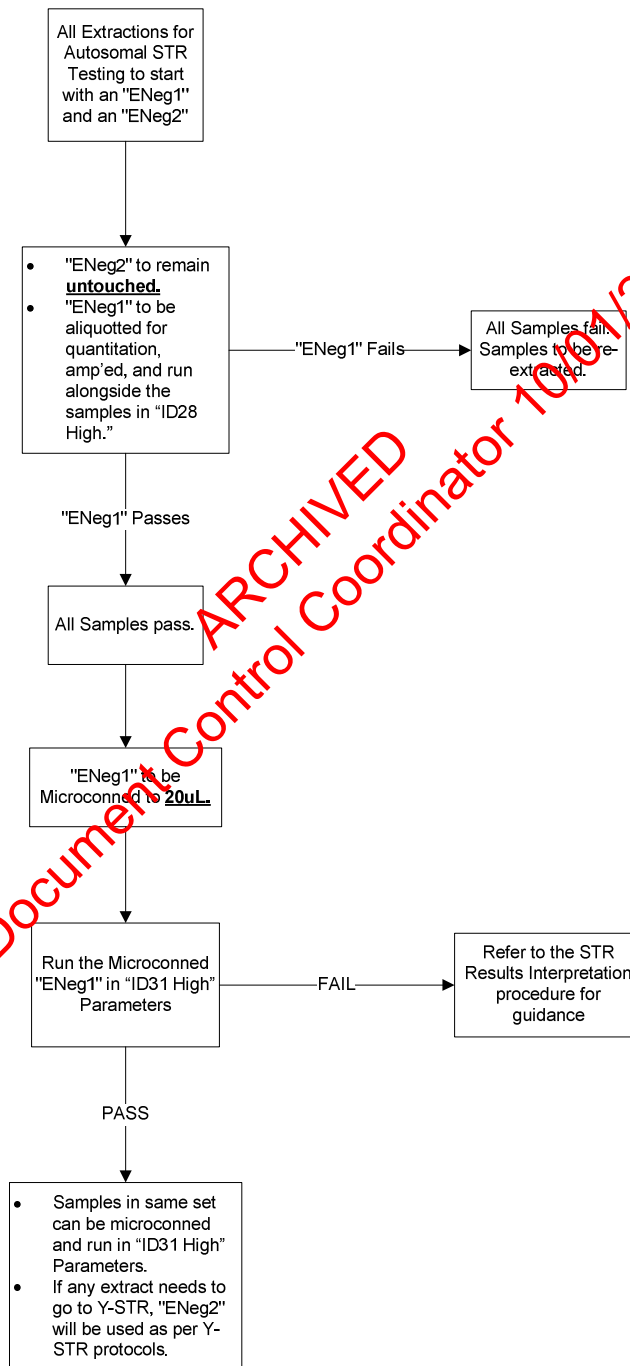 All Extractions for
Autosomal STR
Testing to start
with an "ENeg1"
and an "ENeg2"
• "ENeg2" to remain
untouched.
• "ENeg1" to be
aliquotted for
quantitation,
amp'ed, and run
alongside the
samples in “ID28
High.”
"ENeg1" Fails
All Samples fail.
Samples to be re-
extracted.
"ENeg1" Passes
All Samples pass.
"ENeg1" to be
Microconned to 20uL.
Run the Microconned
"ENeg1" in “ID31 High”
Parameters
FAIL
Refer to the STR
Results Interpretation
procedure for
guidance
PASS
• Samples in same set
can be microconned
and run in “ID31 High”
Parameters.
• If any extract needs to
go to Y-STR, "ENeg2"
will be used as per Y-
STR protocols.
ARCHIVED
Document Control Coordinator 10/01/